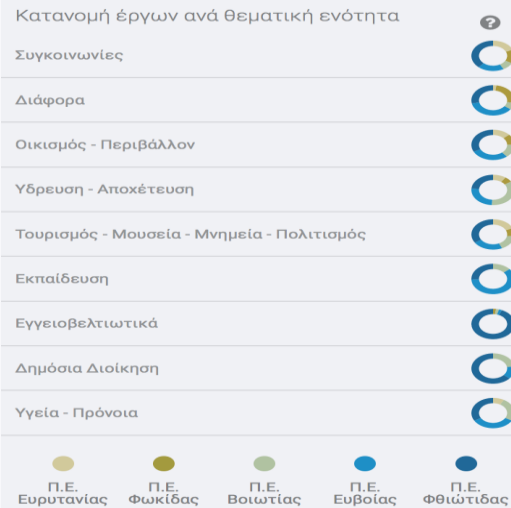 Κατανομή έργων ανά θεματική ενότητα
?
Συγκοινωνίες
Διάφορα
Οικισμός - Περιβάλλον
Υδρευση - Αποχέτευση
Τουρισμός - Μουσεία - Μνημεία - Πολιτισμός
Εκπαίδευση
Εγγειοβελτιωτικά
Δημόσια Διοίκηση
Υγεία - Πρόνοια
Π.Ε. Ευρυτανίας
Π.Ε. Φωκίδας
Π.Ε. Βοιωτίας
Π.Ε. Ευβοίας
Π.Ε. Φθιώτιδας